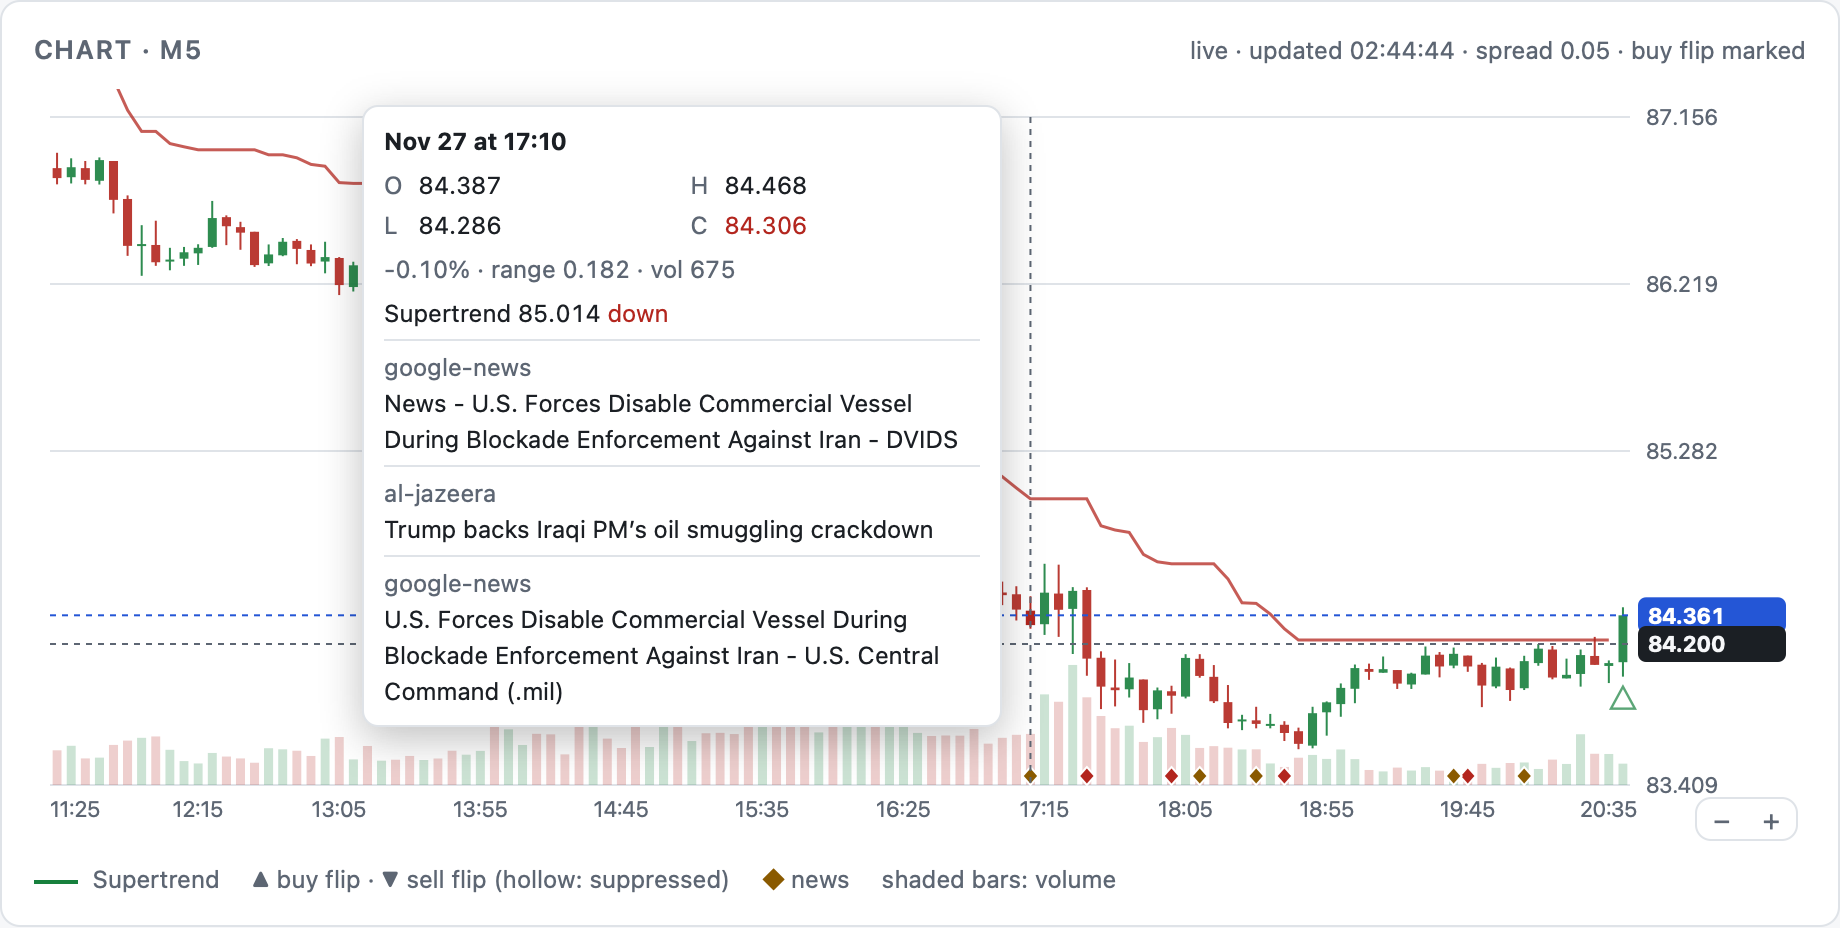 CHART · M5
live · updated 02:44:44 · spread 0.05 · buy flip marked
87.156
86.219
85.282
84.361
84.200
83.409
Nov 27 at 17:10
O 84.387 H 84.468
L 84.286 C 84.306
-0.10% · range 0.182 · vol 675
Supertrend 85.014 down
google-news
News - U.S. Forces Disable Commercial Vessel
During Blockade Enforcement Against Iran - DVIDS
al-jazeera
Trump backs Iraqi PM’s oil smuggling crackdown
google-news
U.S. Forces Disable Commercial Vessel During
Blockade Enforcement Against Iran - U.S. Central
Command (.mil)
11:25 12:15 13:05 13:55 14:45 15:35 16:25 17:15 18:05 18:55 19:45 20:35
− +
Supertrend ▲ buy flip · ▼ sell flip (hollow: suppressed) ◆ news shaded bars: volume